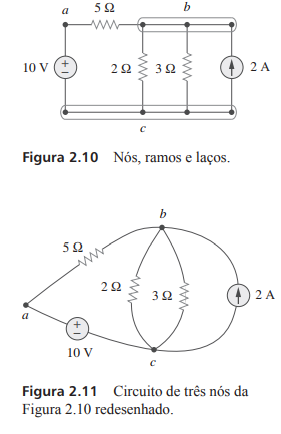 a
5 Ω
b
10 V
+
−
2 Ω
3 Ω
2 A
c
Figura 2.10 Nós, ramos e laços.
b
5 Ω
2 Ω
3 Ω
2 A
a
+
−
10 V
c
Figura 2.11 Circuito de três nós da
Figura 2.10 redesenhado.